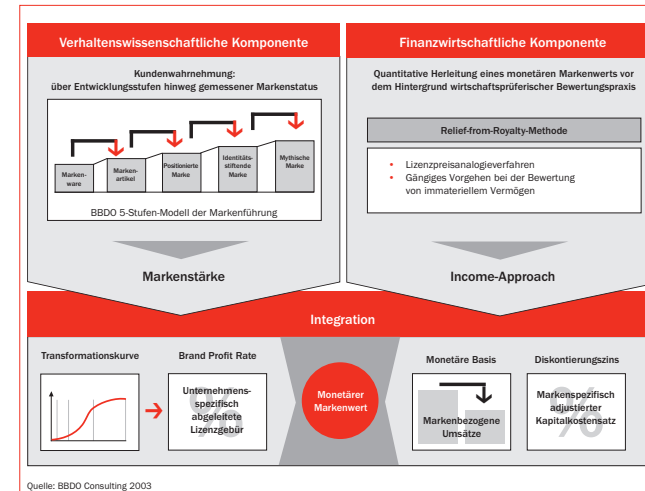 Verhaltenswissenschaftliche Komponente
Kundenwahrnehmung:
über Entwicklungsstufen hinweg gemessener Markenstatus
Marken-
ware
Marken-
artikel
Positionierte
Marke
Identitäts-
stiftende
Marke
Mythische
Marke
BBDO 5-Stufen-Modell der Markenführung
Markenstärke
Finanzwirtschaftliche Komponente
Quantitative Herleitung eines monetären Markenwerts vor
dem Hintergrund wirtschaftsprüferischer Bewertungspraxis
Relief-from-Royalty-Methode
• Lizenzpreisanalogieverfahren
• Gängiges Vorgehen bei der Bewertung
von immateriellem Vermögen
Income-Approach
Integration
Transformationskurve
Brand Profit Rate
%
Unternehmens-
spezifisch
abgeleitete
Lizenzgebür
Monetärer
Markenwert
Monetäre Basis
Markenbezogene
Umsätze
Diskontierungszins
%
Markenspezifisch
adjustierter
Kapitalkostensatz
Quelle: BBDO Consulting 2003